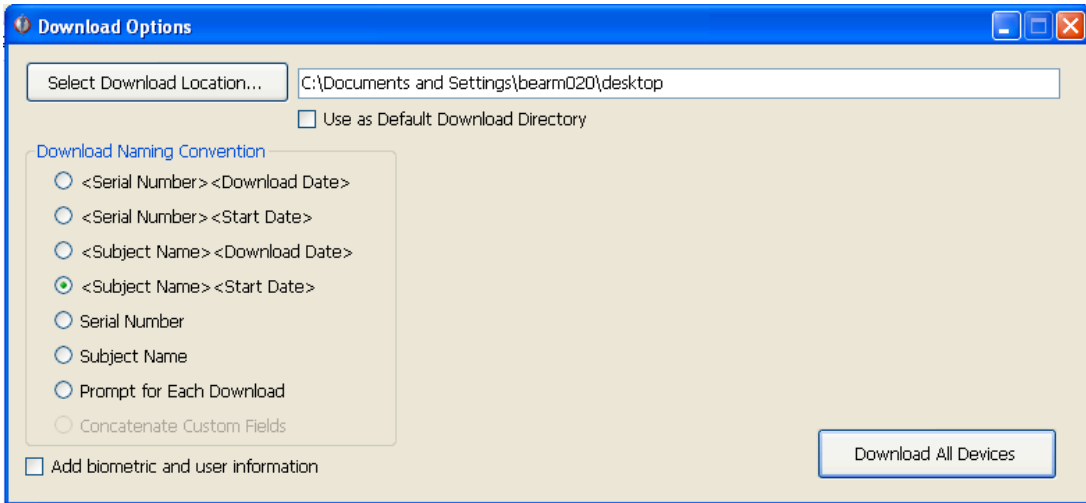 Download Options
Select Download Location...
C:\Documents and Settings\bearm020\desktop
Use as Default Download Directory
Download Naming Convention
<Serial Number><Download Date>
<Serial Number><Start Date>
<Subject Name><Download Date>
<Subject Name><Start Date>
Serial Number
Subject Name
Prompt for Each Download
Concatenate Custom Fields
Add biometric and user information
Download All Devices